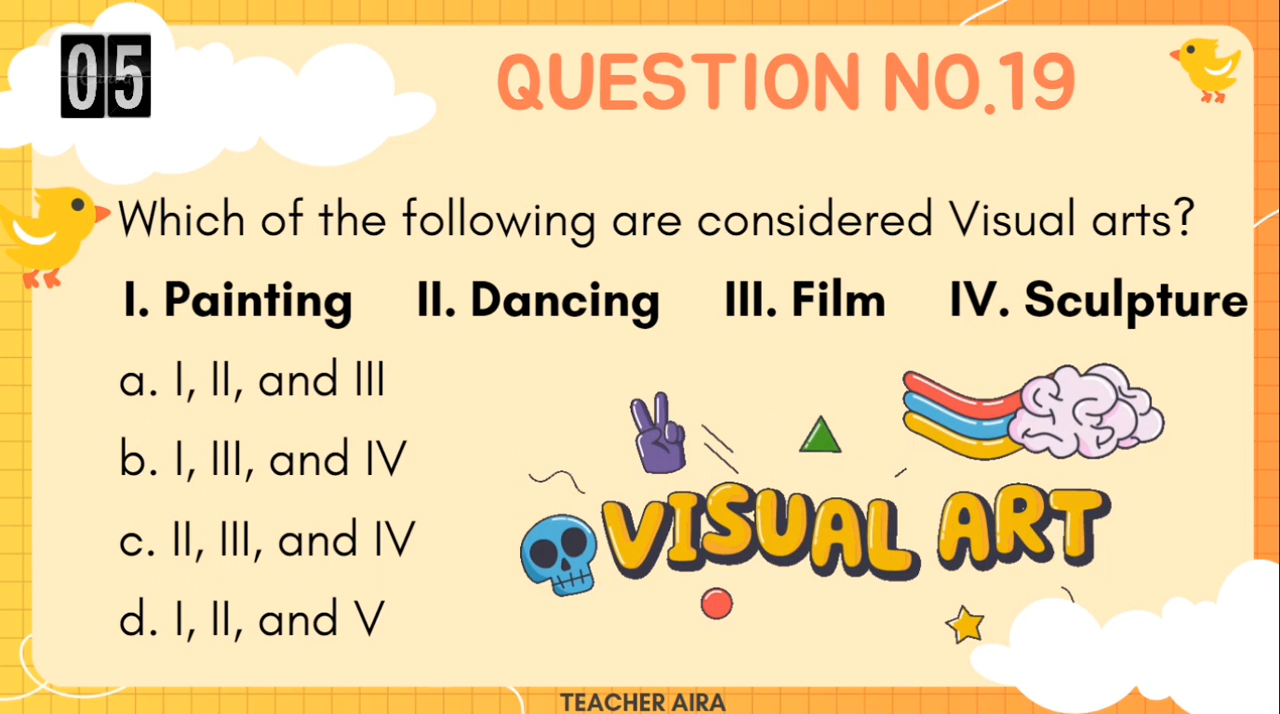 05
QUESTION NO.19
Which of the following are considered Visual arts?
I. Painting II. Dancing III. Film IV. Sculpture
a. I, II, and III
b. I, III, and IV
c. II, III, and IV
d. I, II, and V
VISUAL ART
TEACHER AIRA